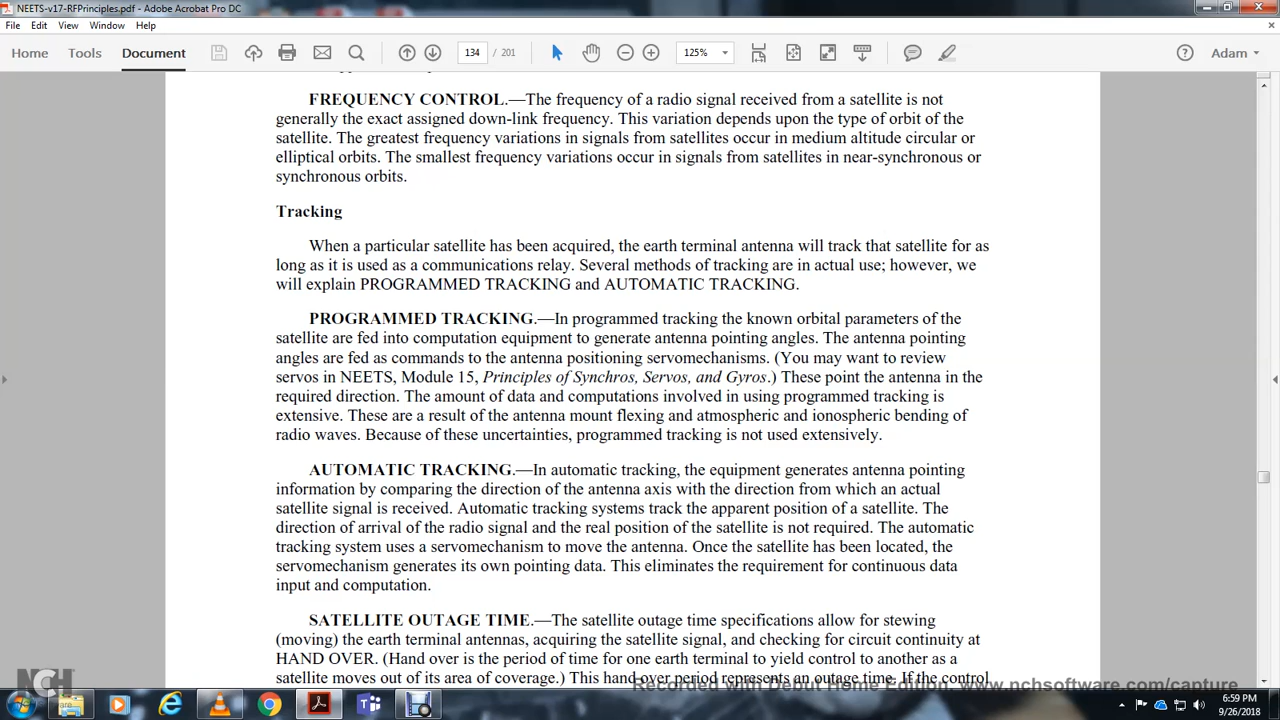 NEETS-v17-RFPrinciples.pdf - Adobe Acrobat Pro DC
File Edit View Window Help
Home Tools Document 134 / 201 125% Adam
FREQUENCY CONTROL.—The frequency of a radio signal received from a satellite is not
generally the exact assigned down-link frequency. This variation depends upon the type of orbit of the
satellite. The greatest frequency variations in signals from satellites occur in medium altitude circular or
elliptical orbits. The smallest frequency variations occur in signals from satellites in near-synchronous or
synchronous orbits.
Tracking
When a particular satellite has been acquired, the earth terminal antenna will track that satellite for as
long as it is used as a communications relay. Several methods of tracking are in actual use; however, we
will explain PROGRAMMED TRACKING and AUTOMATIC TRACKING.
PROGRAMMED TRACKING.—In programmed tracking the known orbital parameters of the
satellite are fed into computation equipment to generate antenna pointing angles. The antenna pointing
angles are fed as commands to the antenna positioning servomechanisms. (You may want to review
servos in NEETS, Module 15, Principles of Synchros, Servos, and Gyros.) These point the antenna in the
required direction. The amount of data and computations involved in using programmed tracking is
extensive. These are a result of the antenna mount flexing and atmospheric and ionospheric bending of
radio waves. Because of these uncertainties, programmed tracking is not used extensively.
AUTOMATIC TRACKING.—In automatic tracking, the equipment generates antenna pointing
information by comparing the direction of the antenna axis with the direction from which an actual
satellite signal is received. Automatic tracking systems track the apparent position of a satellite. The
direction of arrival of the radio signal and the real position of the satellite is not required. The automatic
tracking system uses a servomechanism to move the antenna. Once the satellite has been located, the
servomechanism generates its own pointing data. This eliminates the requirement for continuous data
input and computation.
SATELLITE OUTAGE TIME.—The satellite outage time specifications allow for stewing
(moving) the earth terminal antennas, acquiring the satellite signal, and checking for circuit continuity at
HAND OVER. (Hand over is the period of time for one earth terminal to yield control to another as a
satellite moves out of its area of coverage.) This hand over period represents an outage time. If the control
Recorded with Debut Home Edition. www.nchsoftware.com/capture
NCH
6:59 PM
9/26/2018